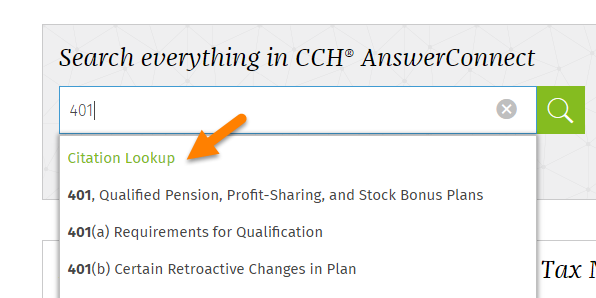 Search everything in CCH® AnswerConnect
401
Citation Lookup
401, Qualified Pension, Profit-Sharing, and Stock Bonus Plans
401(a) Requirements for Qualification
401(b) Certain Retroactive Changes in Plan
Tax N